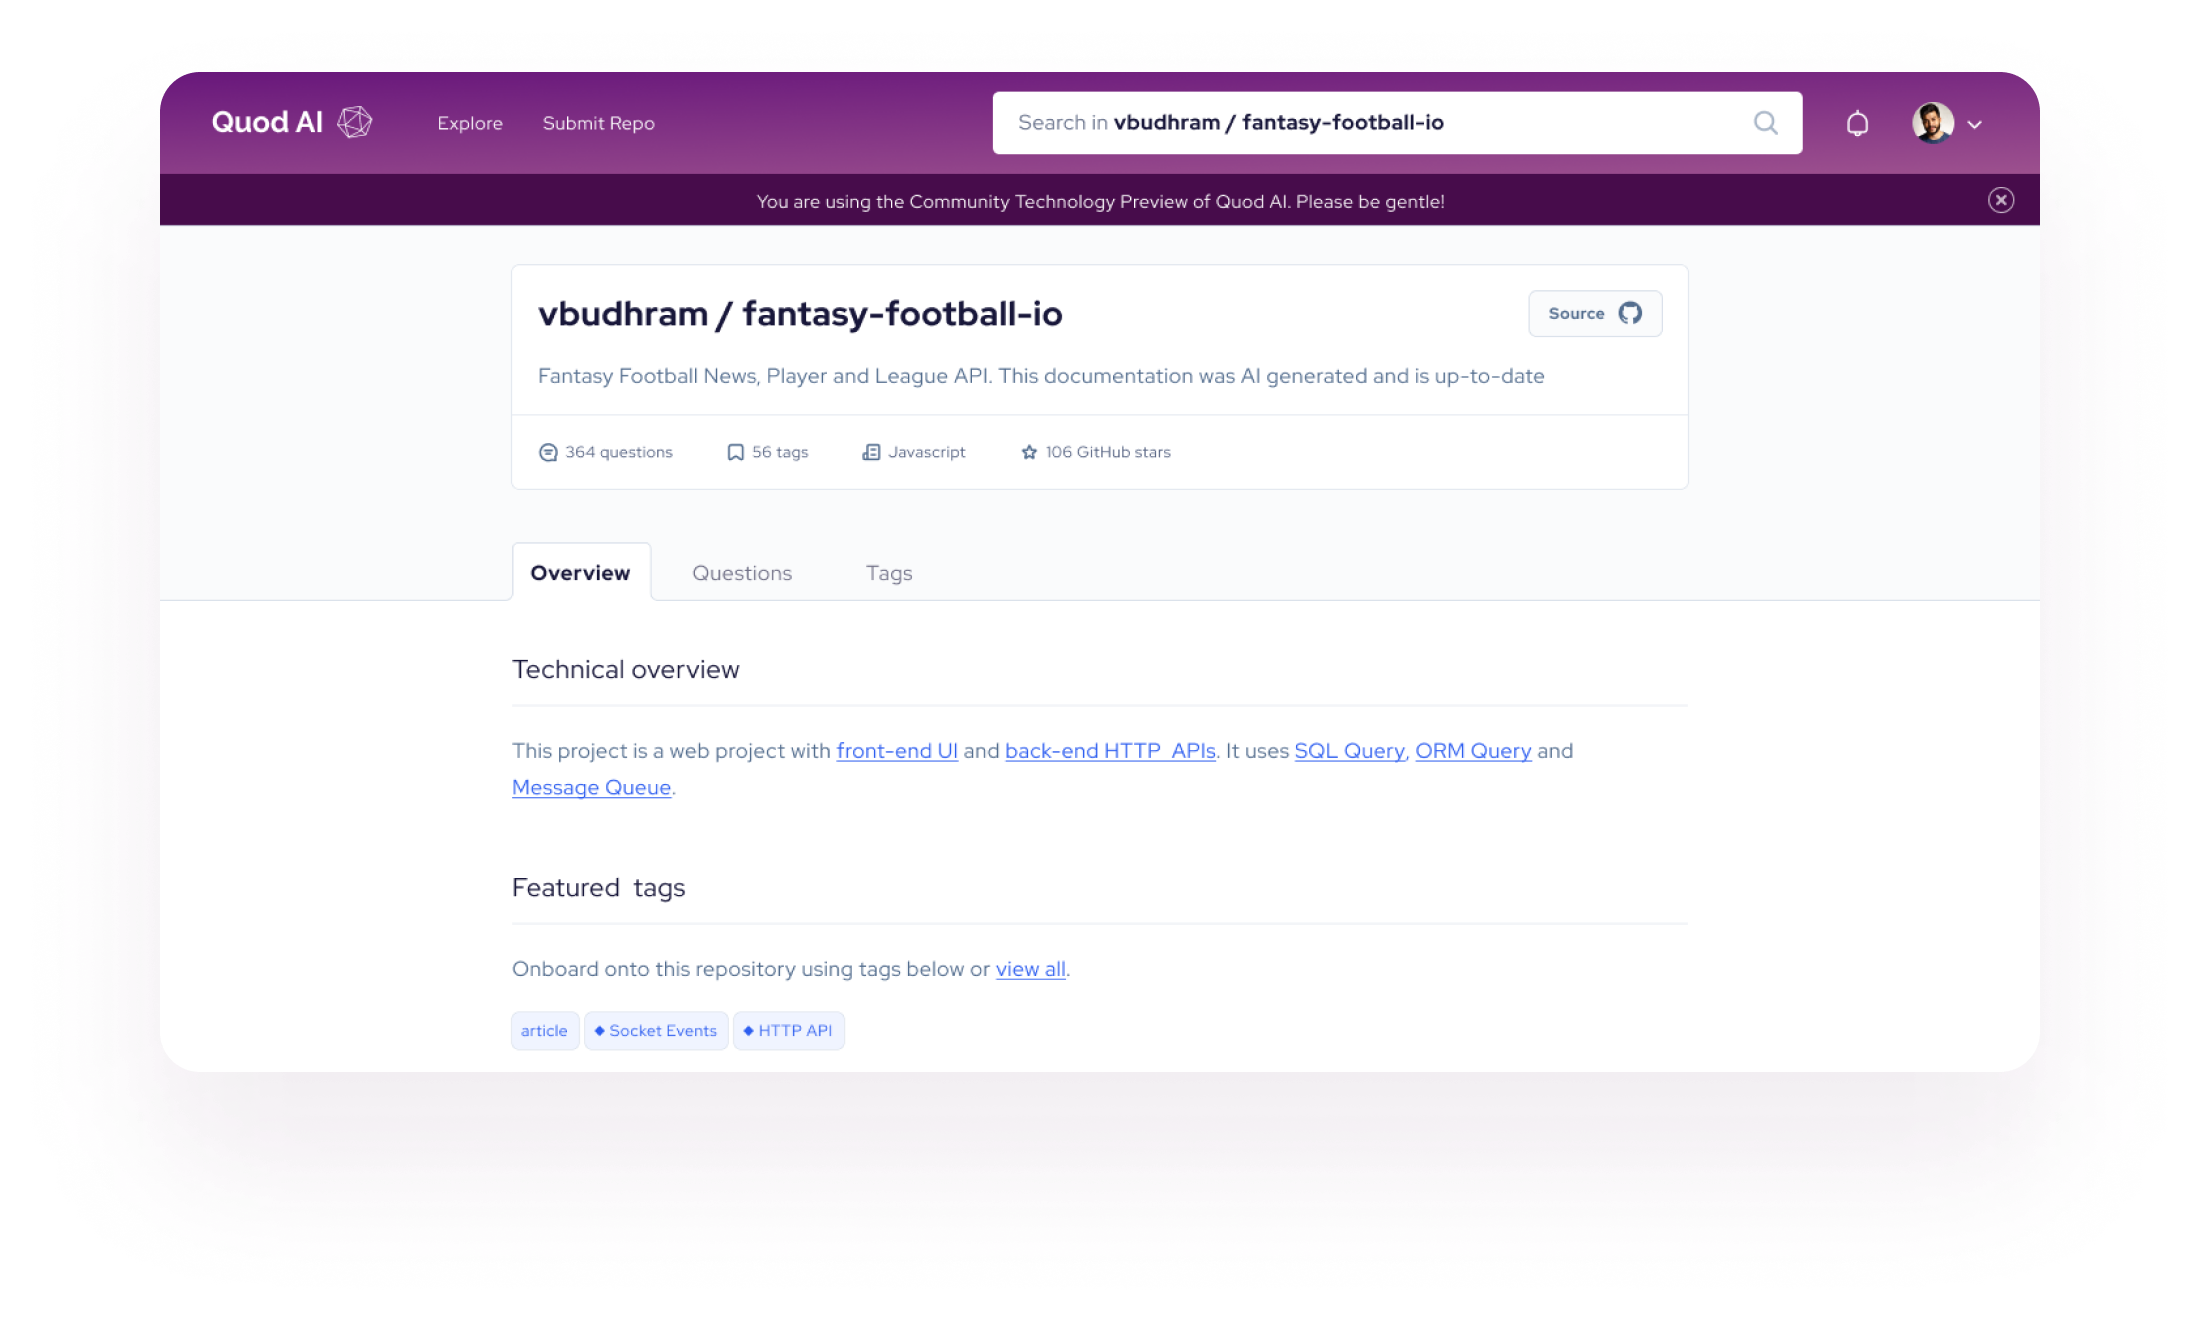 Quod AI
Explore
Submit Repo
Search in vbudhram / fantasy-football-io
You are using the Community Technology Preview of Quod AI. Please be gentle!
vbudhram / fantasy-football-io
Source
Fantasy Football News, Player and League API. This documentation was AI generated and is up-to-date
364 questions
56 tags
Javascript
106 GitHub stars
Overview
Questions
Tags
Technical overview
This project is a web project with front-end UI and back-end HTTP APIs. It uses SQL Query, ORM Query and
Message Queue.
Featured tags
Onboard onto this repository using tags below or view all.
article
Socket Events
HTTP API